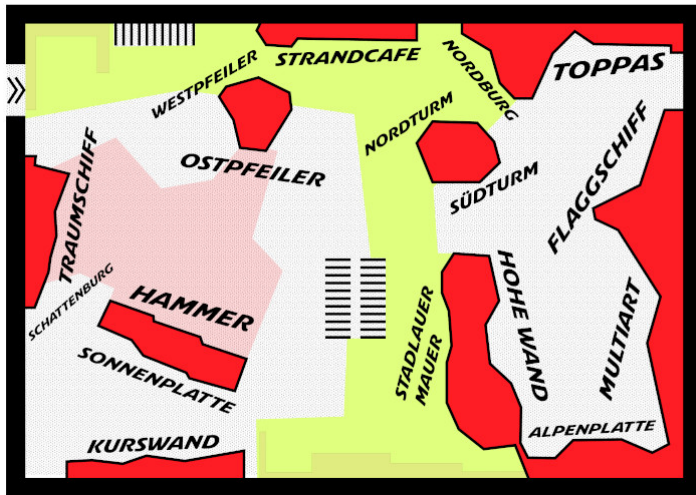 STRANDCAFE
NORDBURG
TOPPAS
WESTPFEILER
NORDTURM
OSTPFEILER
SÜDTURM
FLAGGSCHIFF
TRAUMSCHIFF
SCHATTENBURG
HAMMER
HOHE WAND
STADLAUER
MAUER
MULTIART
SONNENPLATTE
ALPENPLATTE
KURSWAND